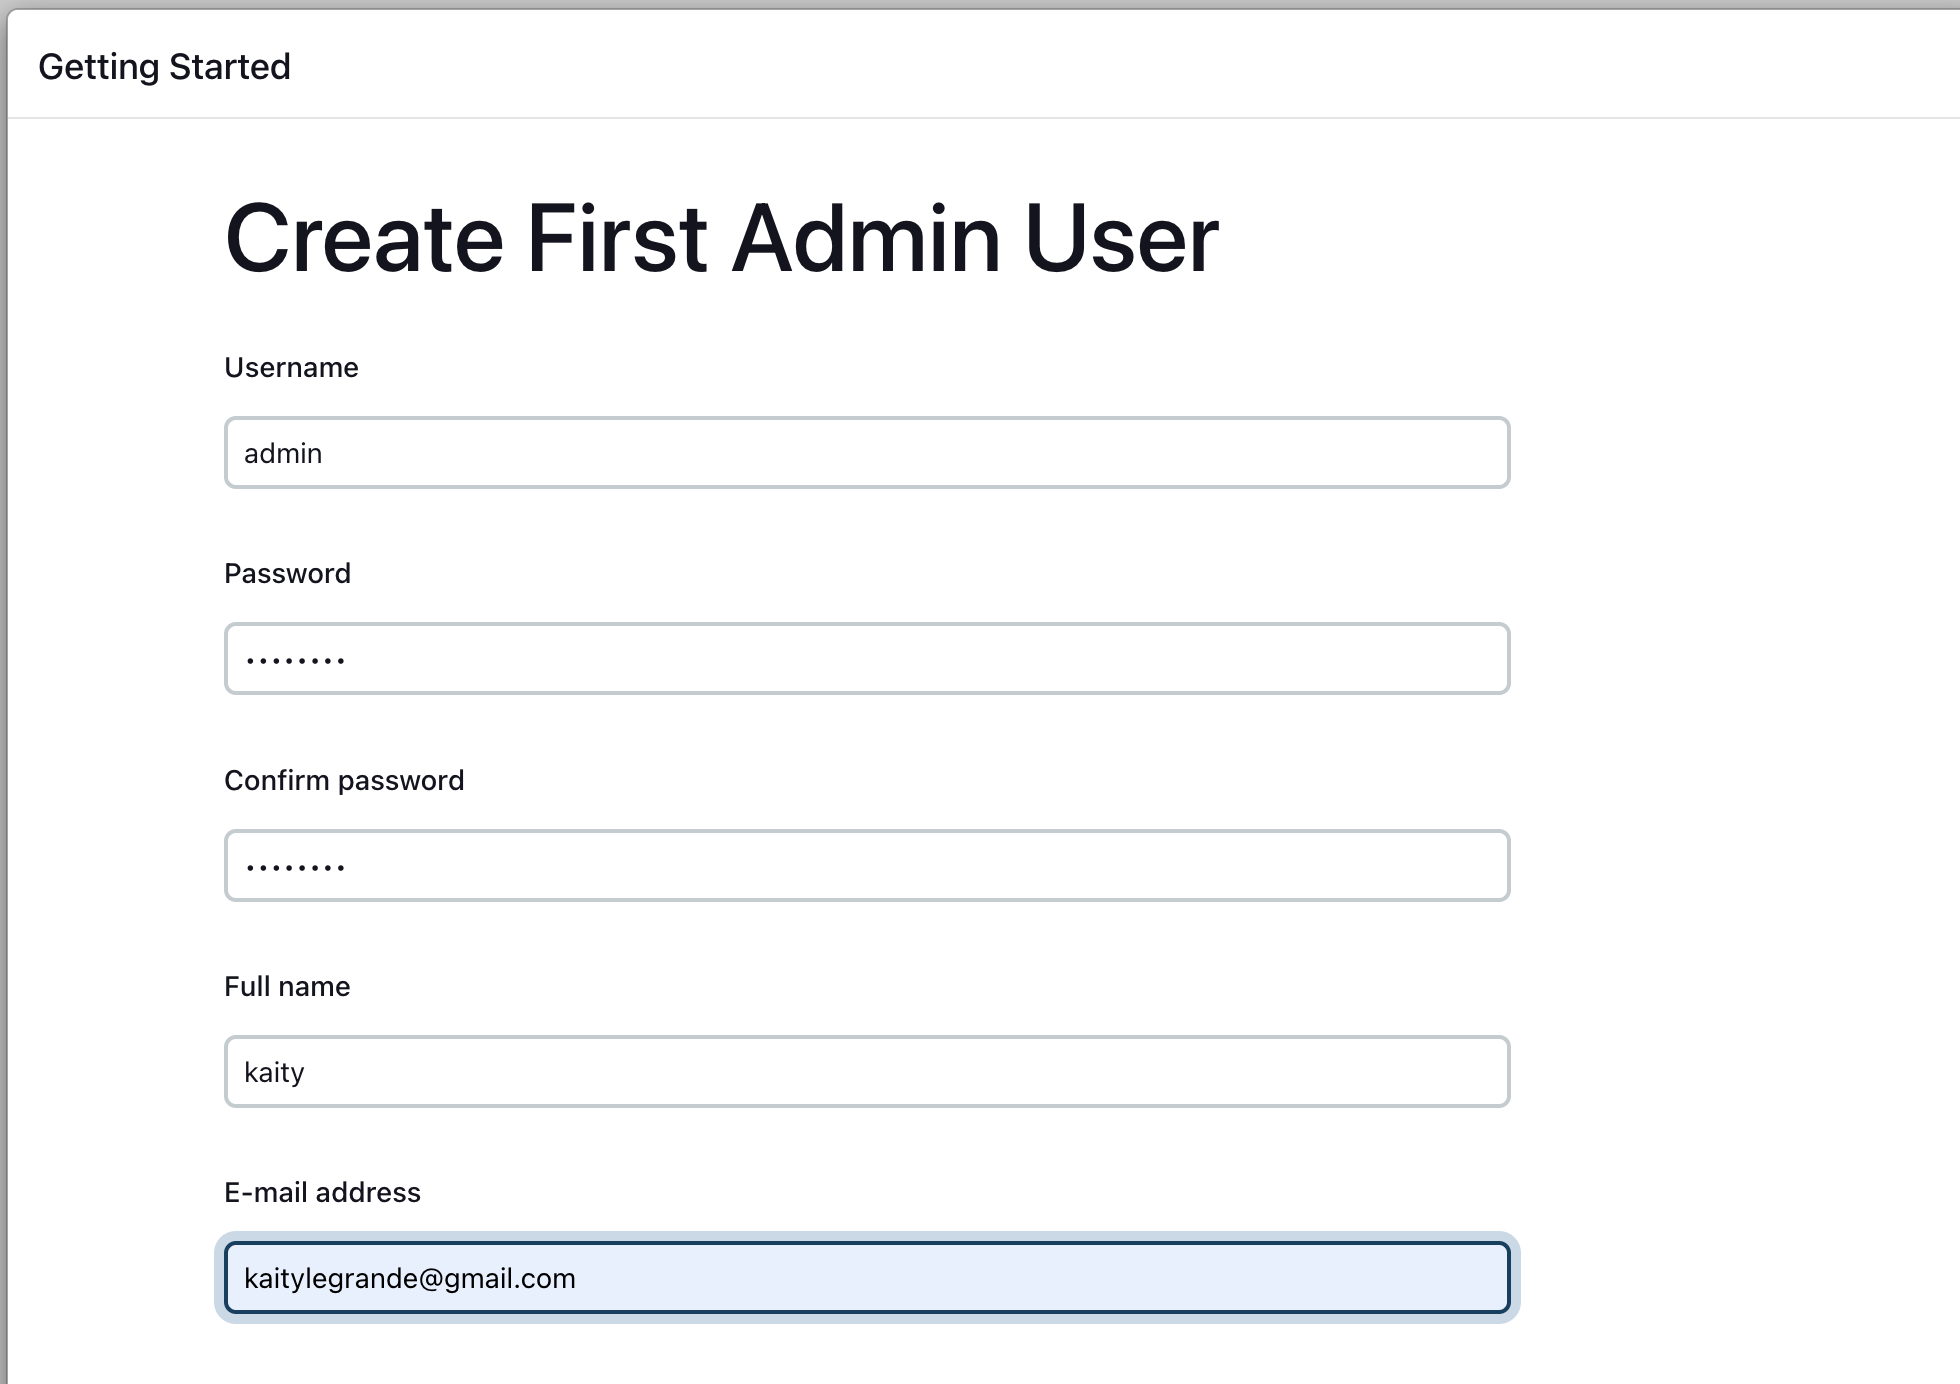 Getting Started
Create First Admin User
Username
admin
Password
••••••••
Confirm password
••••••••
Full name
kaity
E-mail address
kaitylegrande@gmail.com